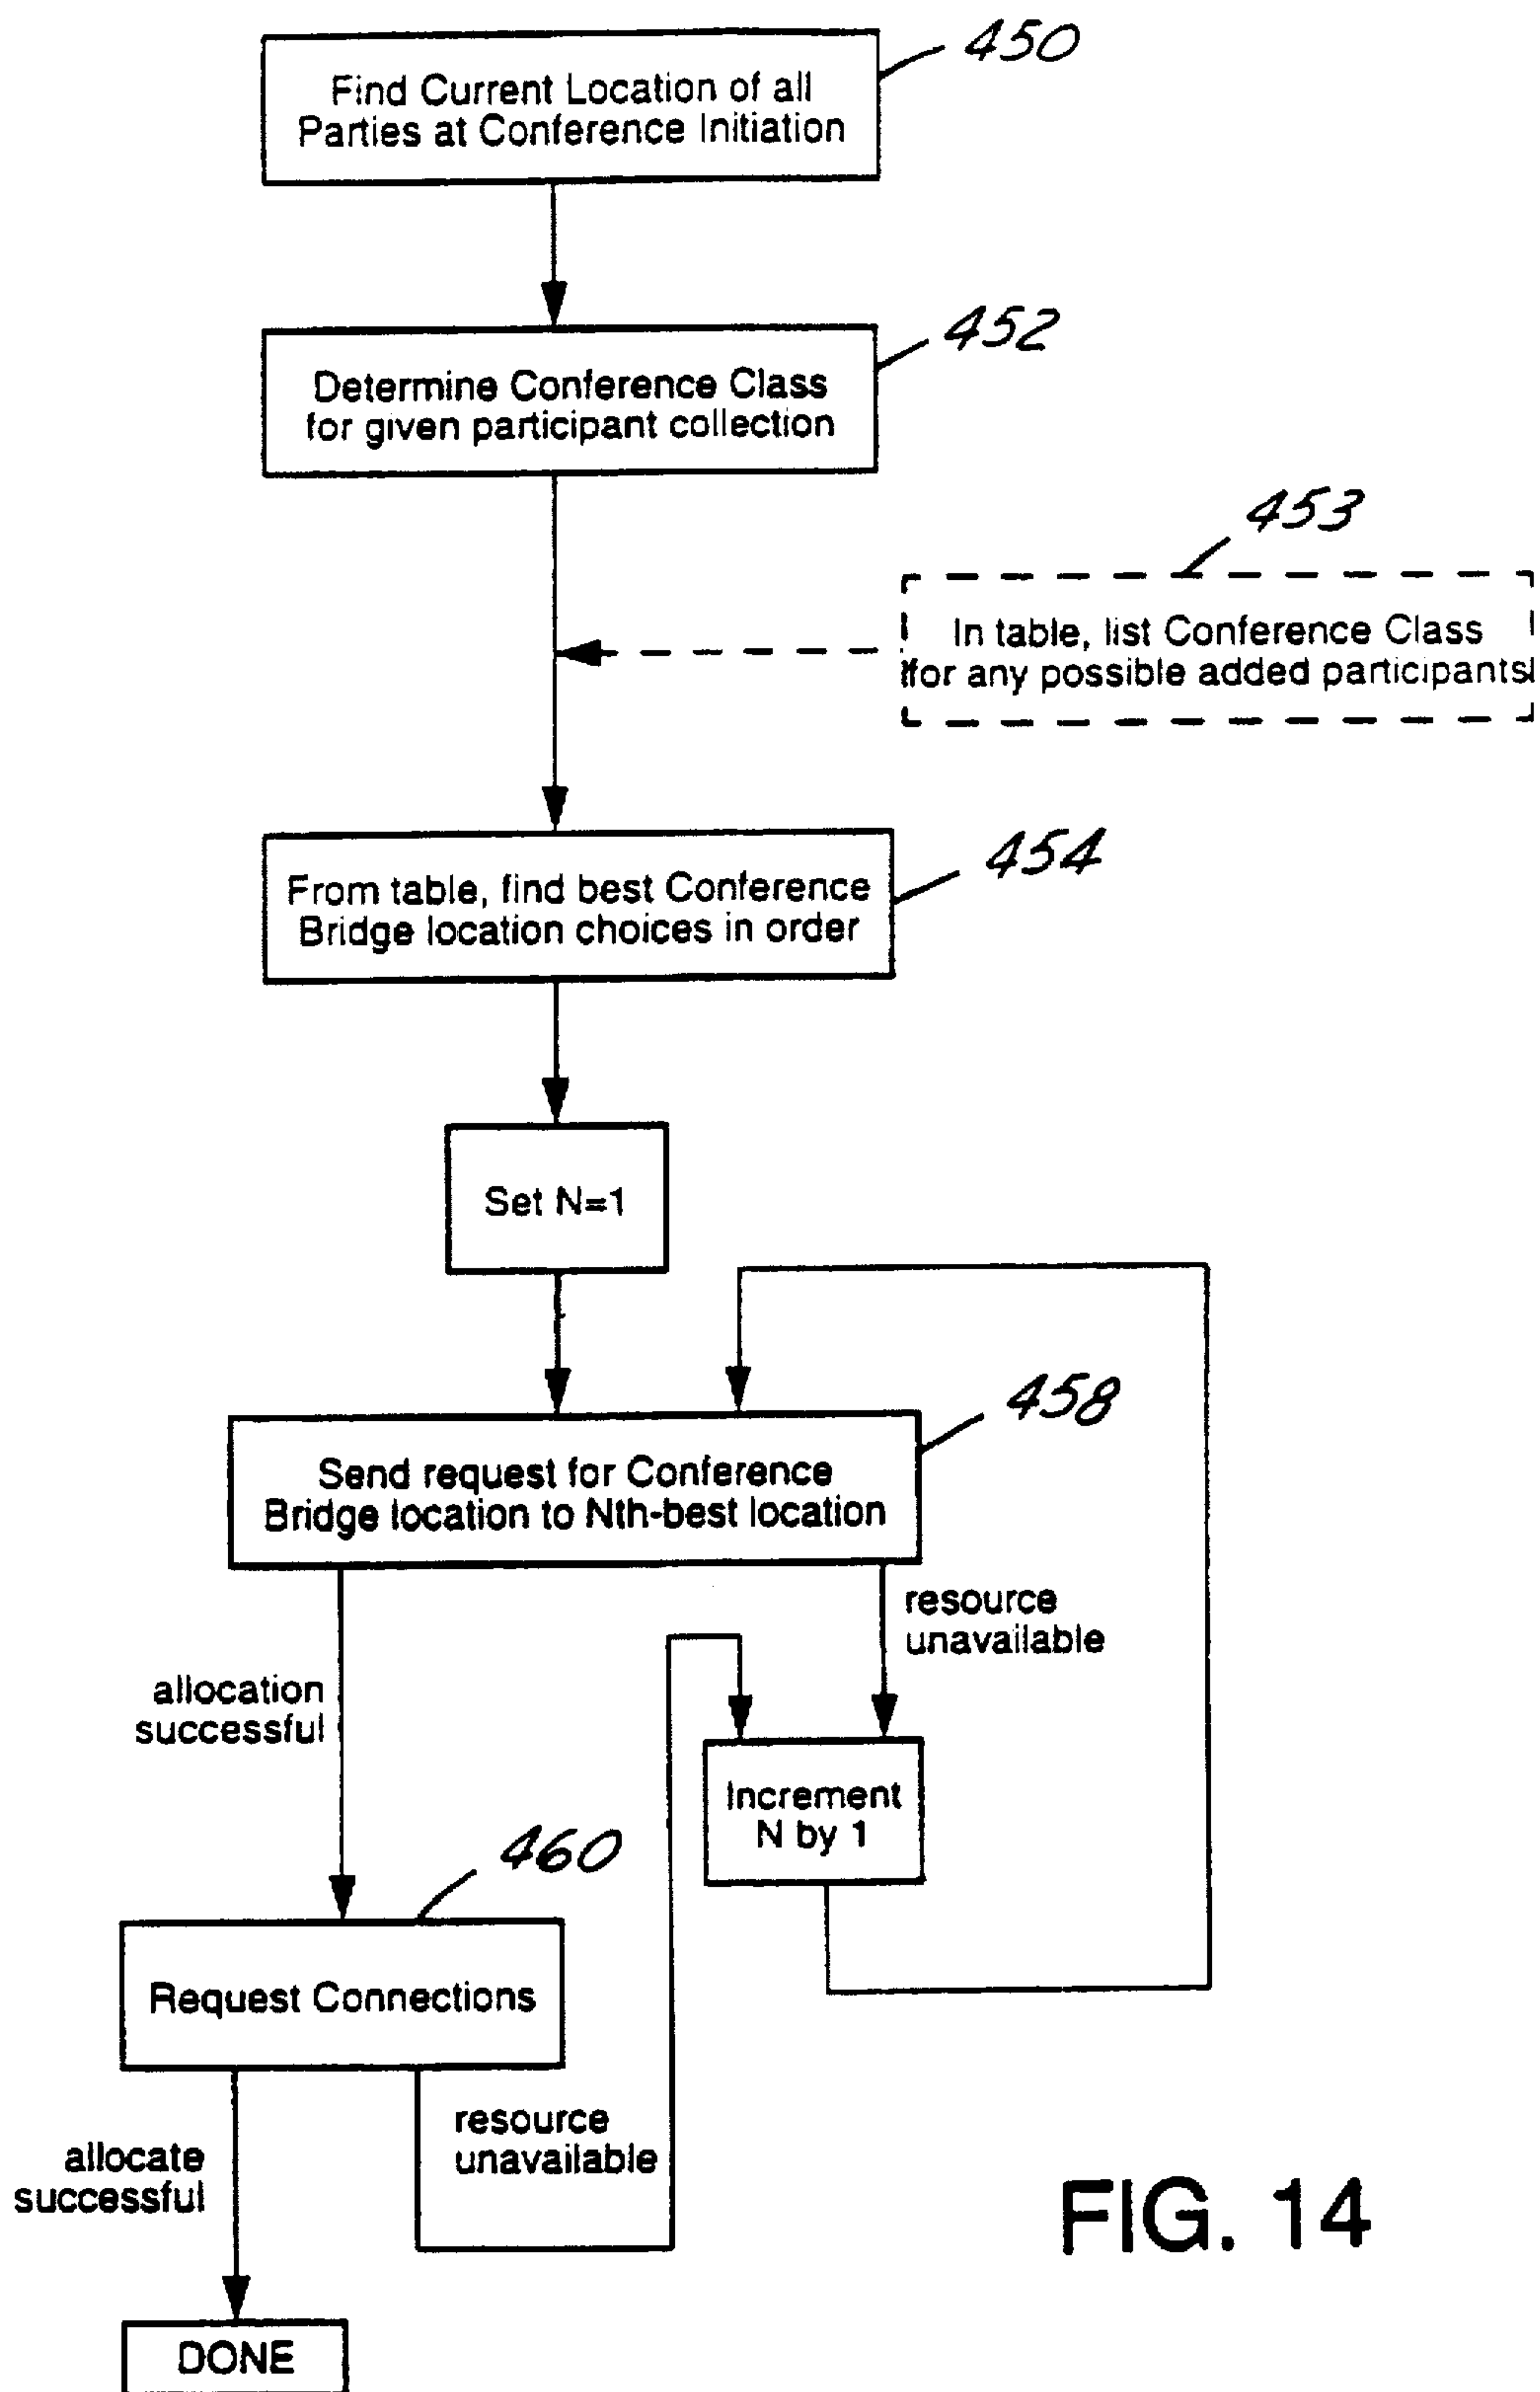 450
Find Current Location of all
Parties at Conference Initiation
452
Determine Conference Class
for given participant collection
453
In table, list Conference Class
for any possible added participants
454
From table, find best Conference
Bridge location choices in order
Set N=1
458
Send request for Conference
Bridge location to Nth-best location
resource
unavailable
allocation
successful
Increment
N by 1
460
Request Connections
resource
unavailable
allocate
successful
FIG. 14
DONE